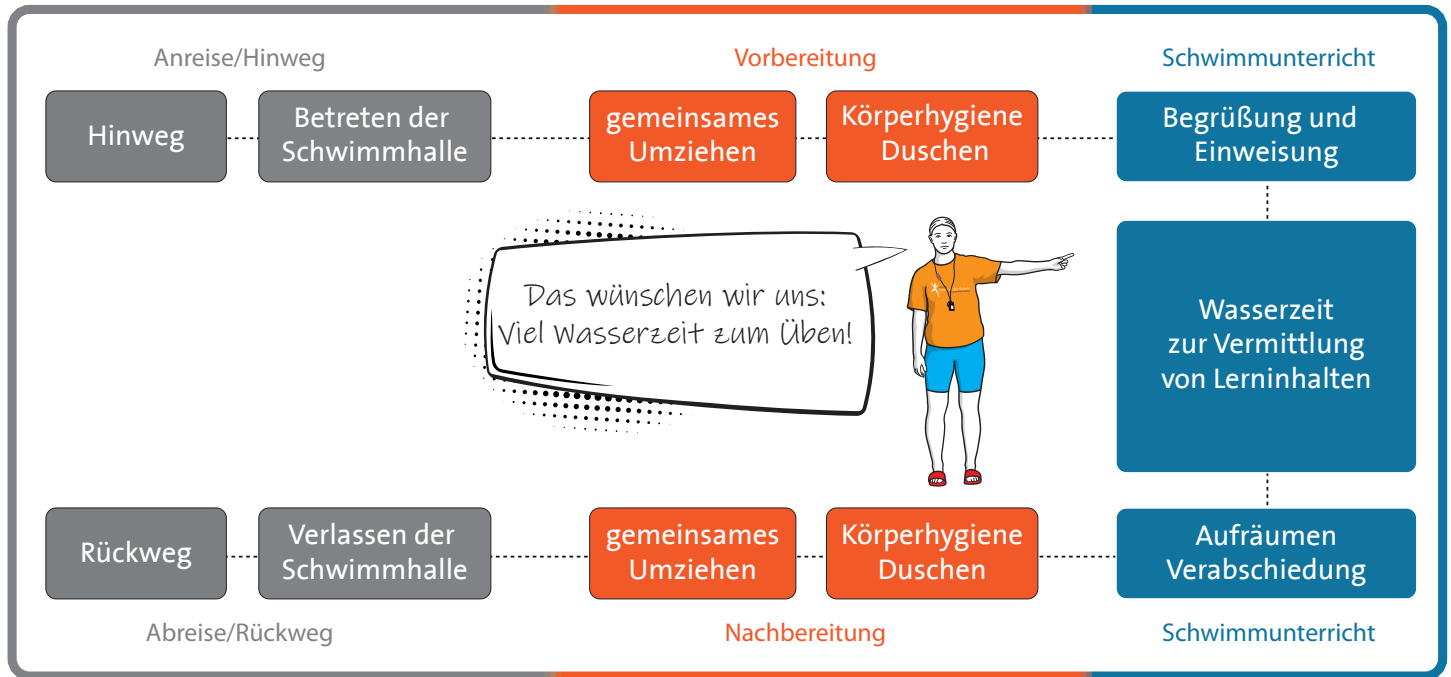 Anreise/Hinweg
Vorbereitung
Schwimmunterricht
Hinweg
Betreten der
Schwimmhalle
gemeinsames
Umziehen
Körperhygiene
Duschen
Begrüßung und
Einweisung
Das wünschen wir uns:
Viel Wasserzeit zum Üben!
Wasserzeit
zur Vermittlung
von Lerninhalten
Rückweg
Verlassen der
Schwimmhalle
gemeinsames
Umziehen
Körperhygiene
Duschen
Aufräumen
Verabschiedung
Abreise/Rückweg
Nachbereitung
Schwimmunterricht